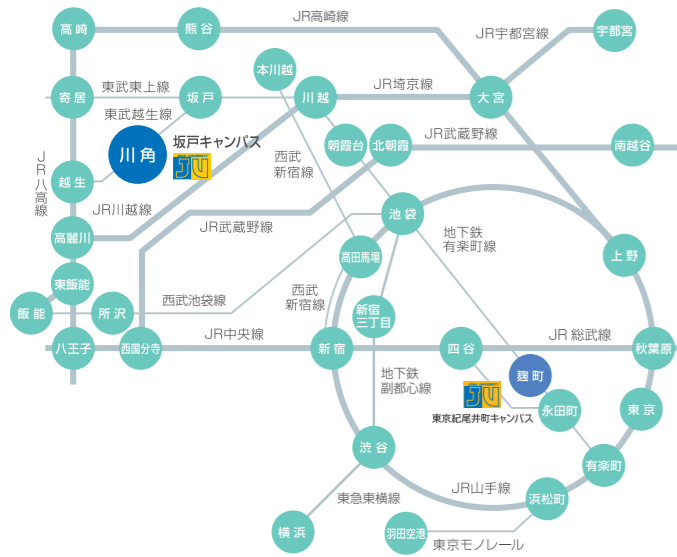 高崎
熊谷
JR高崎線
JR宇都宮線
宇都宮
本川越
寄居
東武東上線
坂戸
川越
JR埼京線
大宮
東武越生線
川角
坂戸キャンパス
JU
朝霞台
北朝霞
JR武蔵野線
南越谷
西武
新宿線
JR八高線
越生
JR川越線
JR武蔵野線
池袋
地下鉄
有楽町線
高麗川
高田馬場
上野
東飯能
飯能
所沢
西武池袋線
西武
新宿線
新宿
三丁目
八王子
西国分寺
JR中央線
新宿
四谷
JR総武線
秋葉原
地下鉄
副都心線
麹町
JU
東京紀尾井町キャンパス
永田町
東京
渋谷
有楽町
東急東横線
JR山手線
浜松町
横浜
羽田空港
東京モノレール